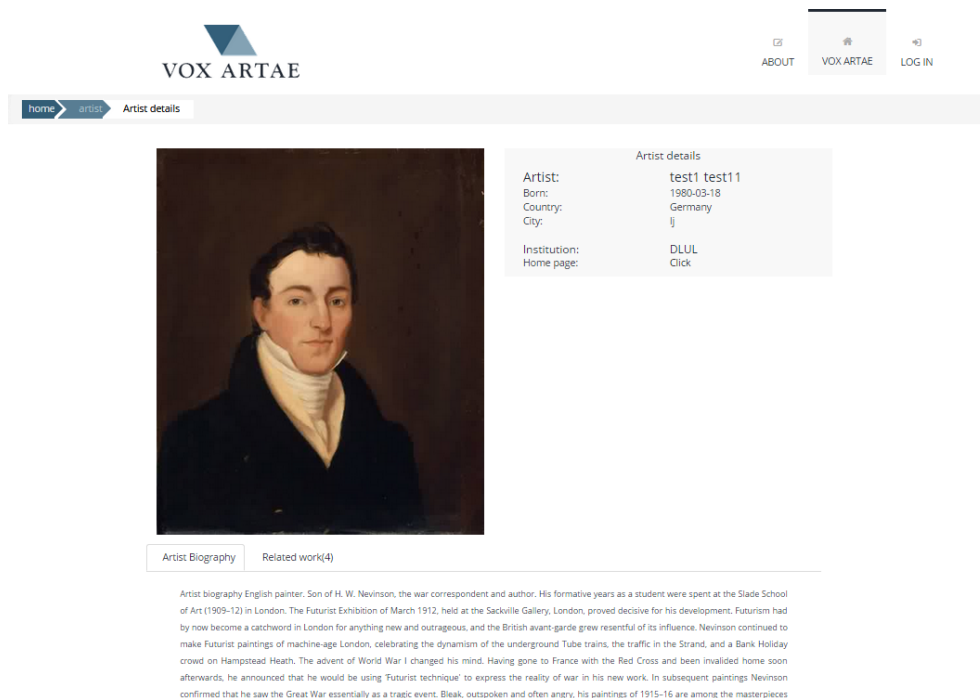 VOX ARTAE
ABOUT
VOX ARTAE
LOG IN
home
artist
Artist details
Artist details
Artist: test1 test11
Born: 1980-03-18
Country: Germany
City: lj
Institution: DLUL
Home page: Click
Artist Biography
Related work(4)
Artist biography English painter. Son of H. W. Nevinson, the war correspondent and author. His formative years as a student were spent at the Slade School
of Art (1909–12) in London. The Futurist Exhibition of March 1912, held at the Sackville Gallery, London, proved decisive for his development. Futurism had
by now become a catchword in London for anything new and outrageous, and the British avant-garde grew resentful of its influence. Nevinson continued to
make Futurist paintings of machine-age London, celebrating the dynamism of the underground Tube trains, the traffic in the Strand, and a Bank Holiday
crowd on Hampstead Heath. The advent of World War I changed his mind. Having gone to France with the Red Cross and been invalided home soon
afterwards, he announced that he would be using 'Futurist technique' to express the reality of war in his new work. In subsequent paintings Nevinson
confirmed that he saw the Great War essentially as a tragic event. Bleak, outspoken and often angry, his paintings of 1915–16 are among the masterpieces